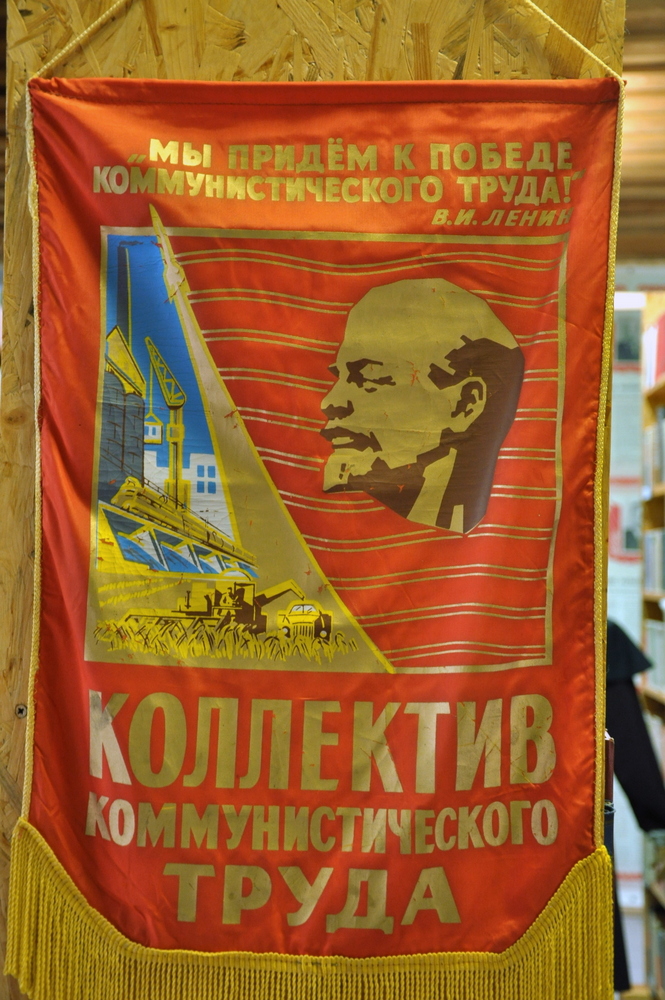 „МЫ ПРИДЁМ К ПОБЕДЕ
КОММУНИСТИЧЕСКОГО ТРУДА!"
В.И. ЛЕНИН
КОЛЛЕКТИВ
КОММУНИСТИЧЕСКОГО
ТРУДА